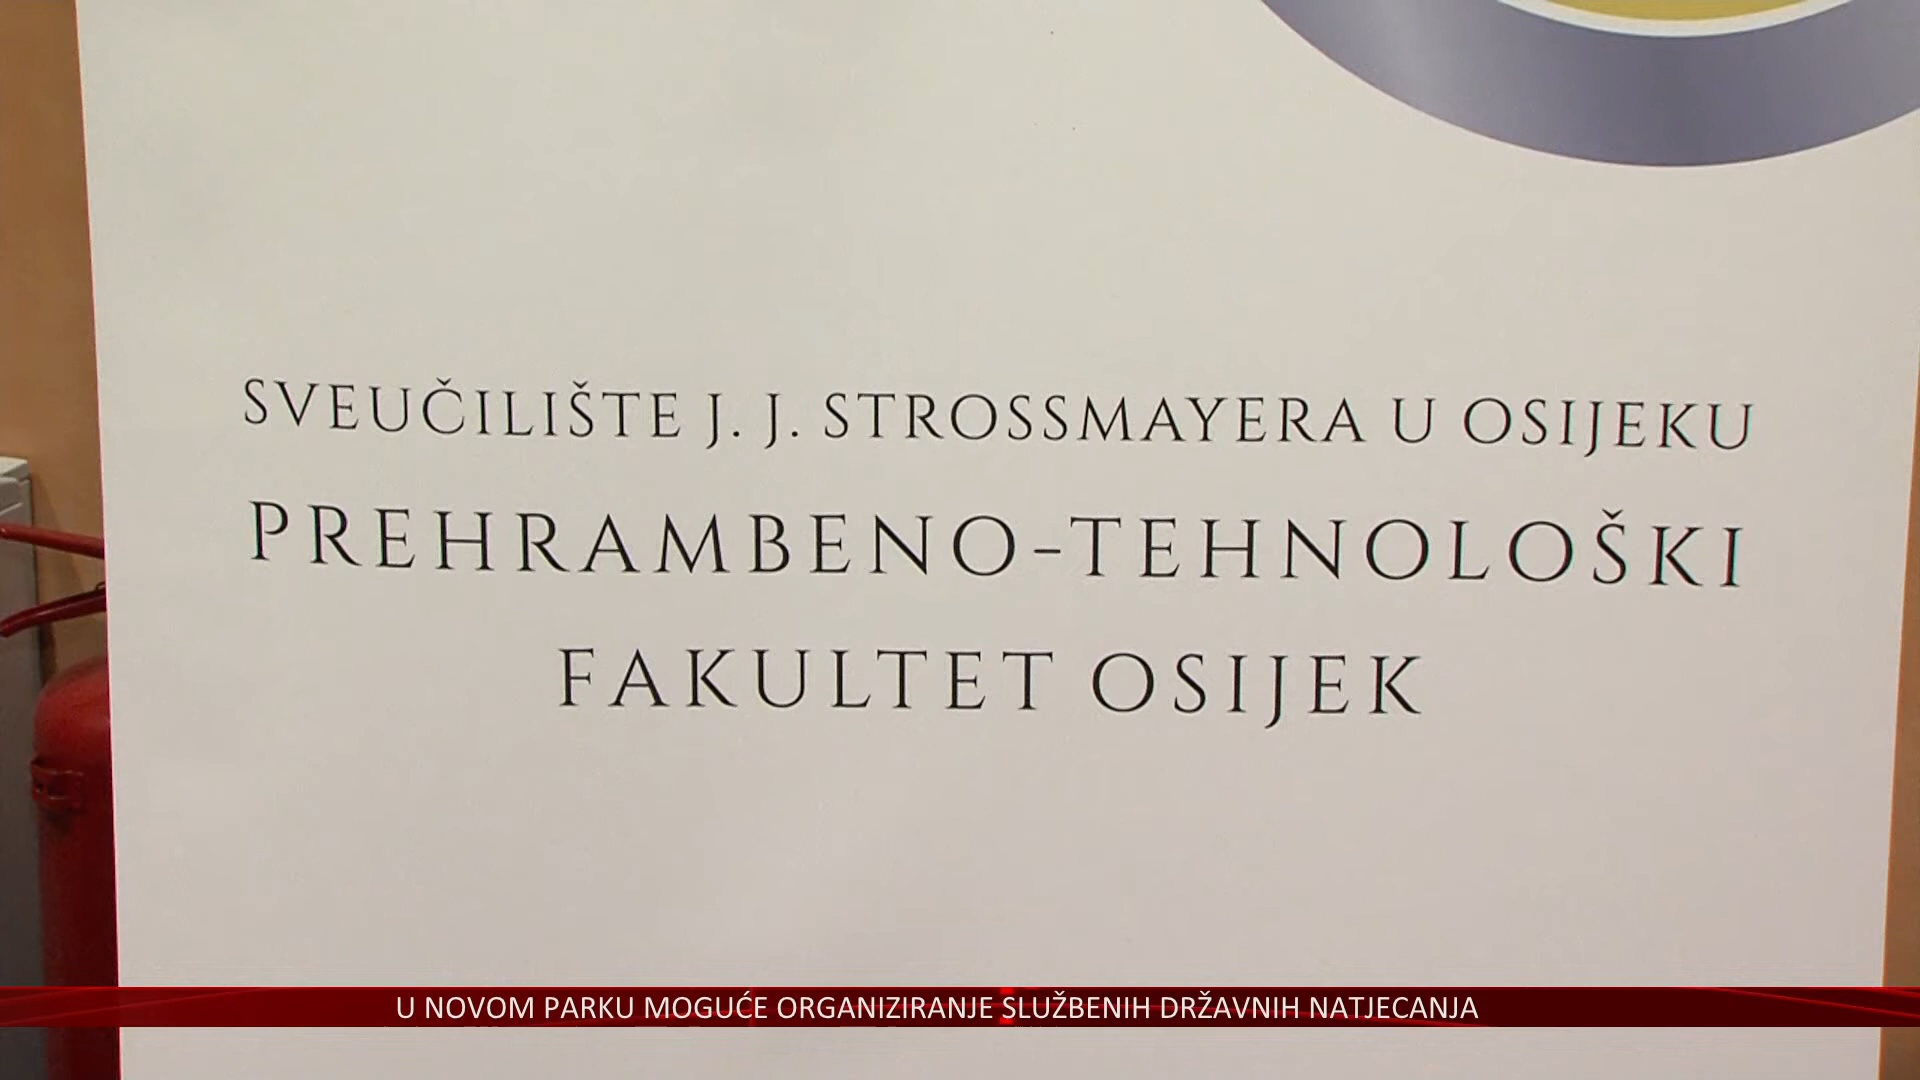 SVEUČILIŠTE J. J. STROSSMAYERA U OSIJEKU
PREHRAMBENO-TEHNOLOŠKI
FAKULTET OSIJEK
U NOVOM PARKU MOGUĆE ORGANIZIRANJE SLUŽBENIH DRŽAVNIH NATJECANJA